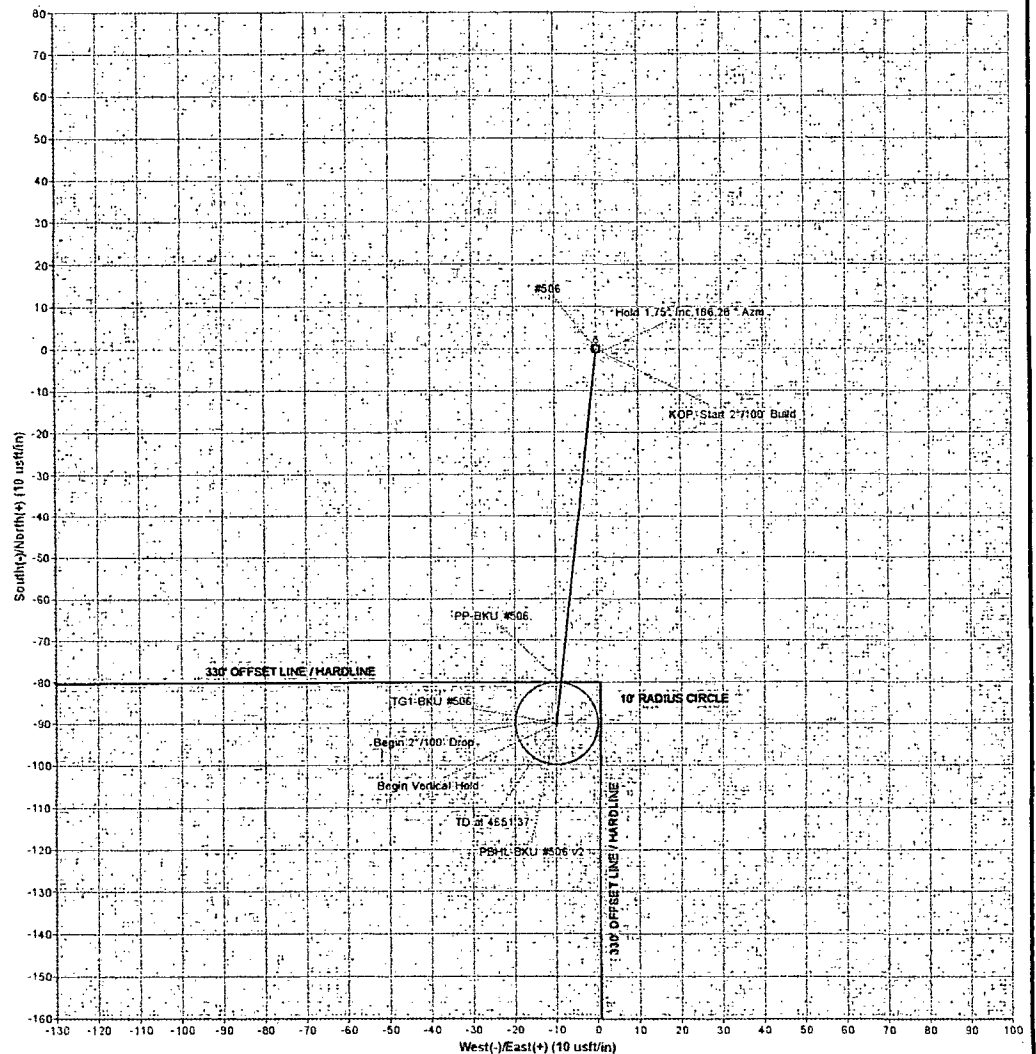 80
70
60
50
40
30
20
10
0
-10
-20
-30
-40
-50
-60
-70
-80
-90
-100
-110
-120
-130
-140
-150
-160
South(-)/North(+) (10 usft/in)
#506
Hold 1.75° Inc, 186.28° Azm
KOP, Start 2°/100' Build
PP-BKU #506
330' OFFSET LINE / HARDLINE
TG1-BKU #506
10' RADIUS CIRCLE
Begin 2°/100' Drop
Begin Vertical Hold
TD at 4651.37
PBHL-BKU #506 v2
330' OFFSET LINE / HARDLINE
-130 -120 -110 -100 -90 -80 -70 -60 -50 -40 -30 -20 -10 0 10 20 30 40 50 60 70 80 90 100
West(-)/East(+) (10 usft/in)